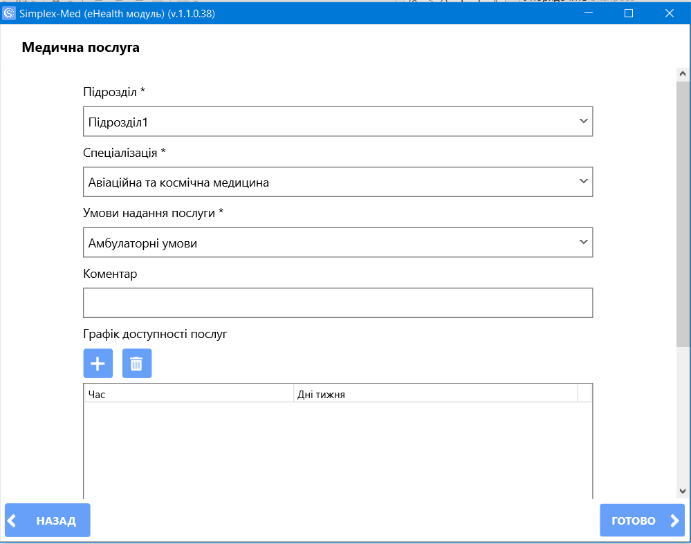 Simplex-Med (eHealth модуль) (v.1.1.0.38)
Медична послуга
Підрозділ *
Підрозділ1
Спеціалізація *
Авіаційна та космічна медицина
Умови надання послуги *
Амбулаторні умови
Коментар
Графік доступності послуг
Час Дні тижня
НАЗАД ГОТОВО